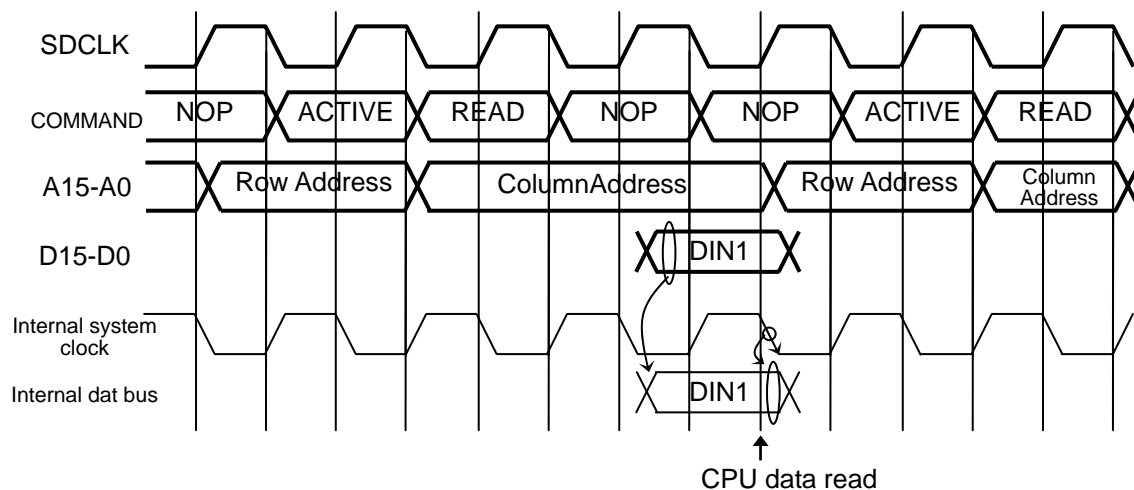 SDCLK
COMMAND NOP ACTIVE READ NOP NOP ACTIVE READ
A15-A0 Row Address ColumnAddress Row Address Column
Address
D15-D0 DIN1
Internal system
clock
Internal dat bus DIN1
CPU data read